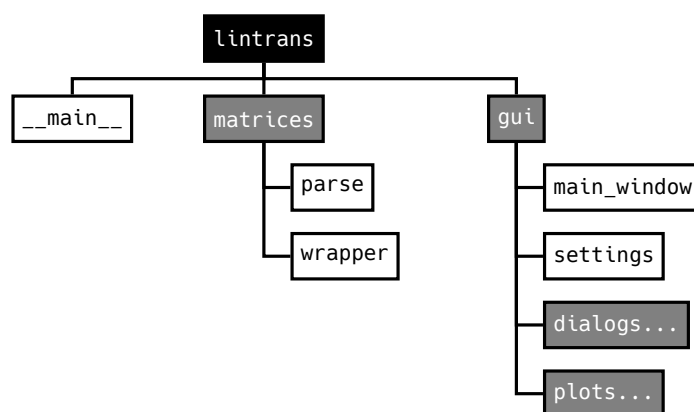 lintrans
__main__
matrices
gui
parse
main_window
wrapper
settings
dialogs...
plots...